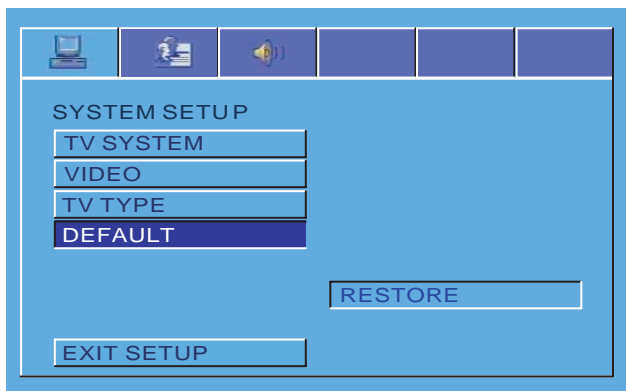 SYSTEM SETUP
TV SYSTEM
VIDEO
TV TYPE
DEFAULT
RESTORE
EXIT SETUP